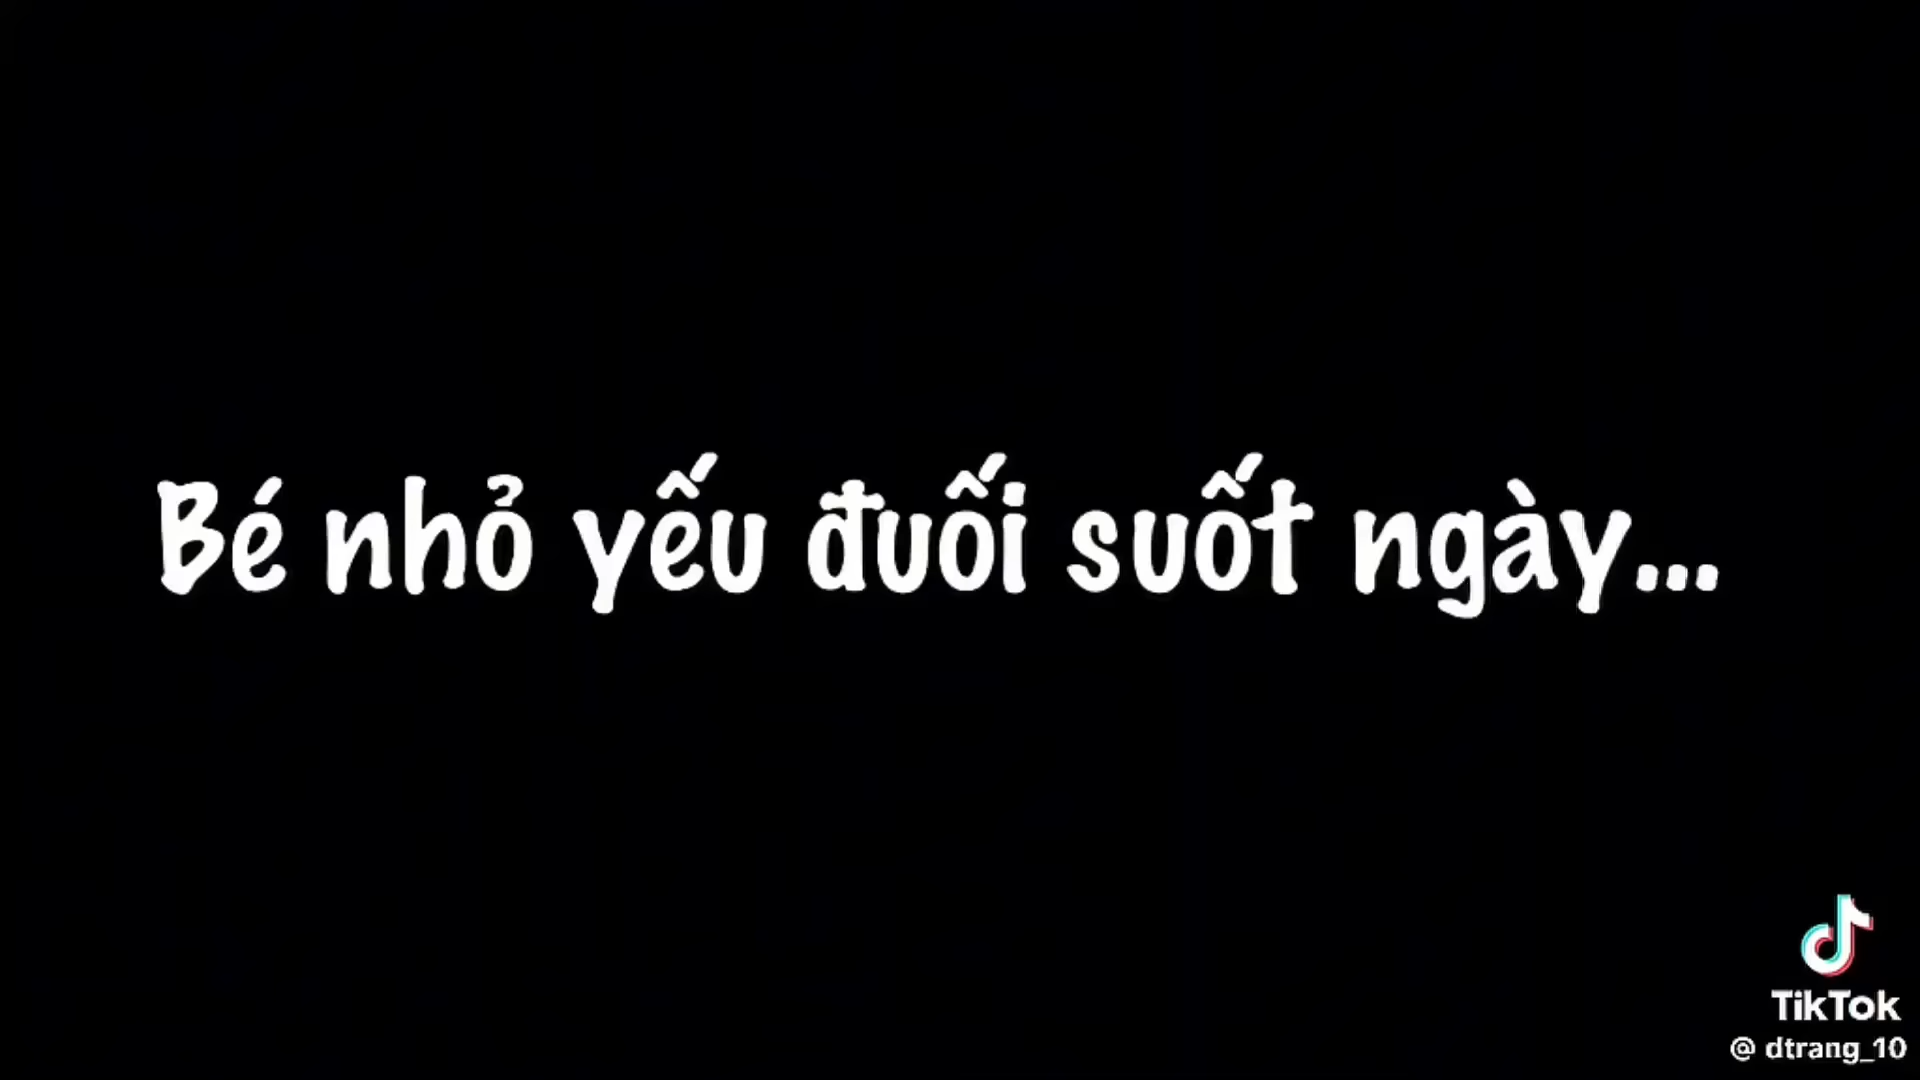 Bé nhỏ yếu đuối suốt ngày...
TikTok
@ dtrang_10